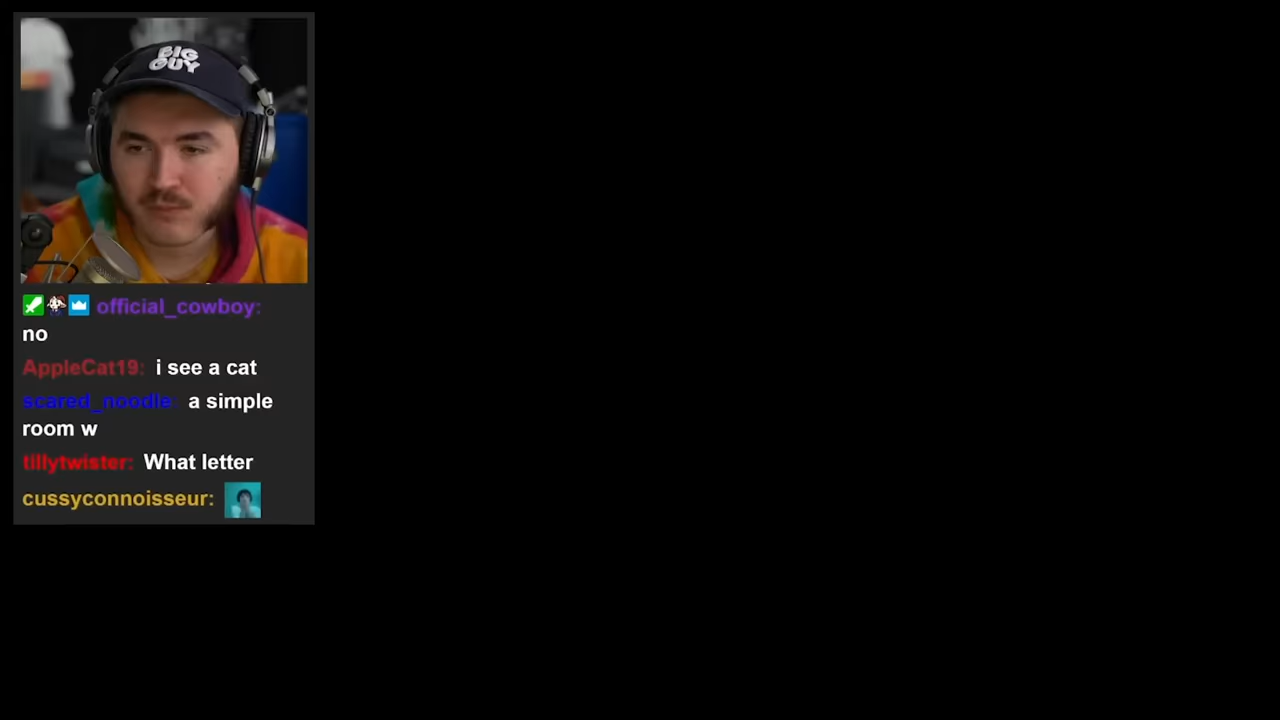 BIG
GUY
official_cowboy:
no
AppleCat19: i see a cat
scared_noodle: a simple
room w
tillytwister: What letter
cussyconnoisseur: